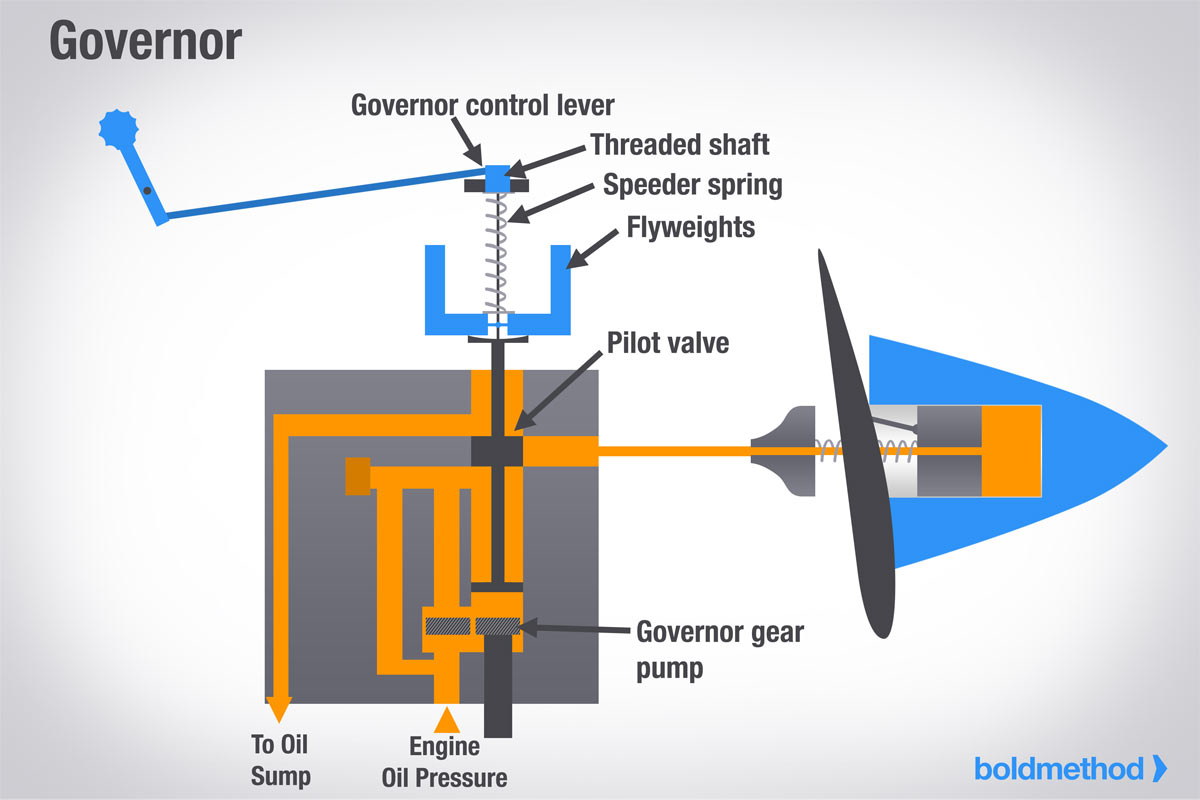 Governor
Governor control lever
Threaded shaft
Speeder spring
Flyweights
Pilot valve
Governor gear
pump
To Oil
Sump
Engine
Oil Pressure
boldmethod